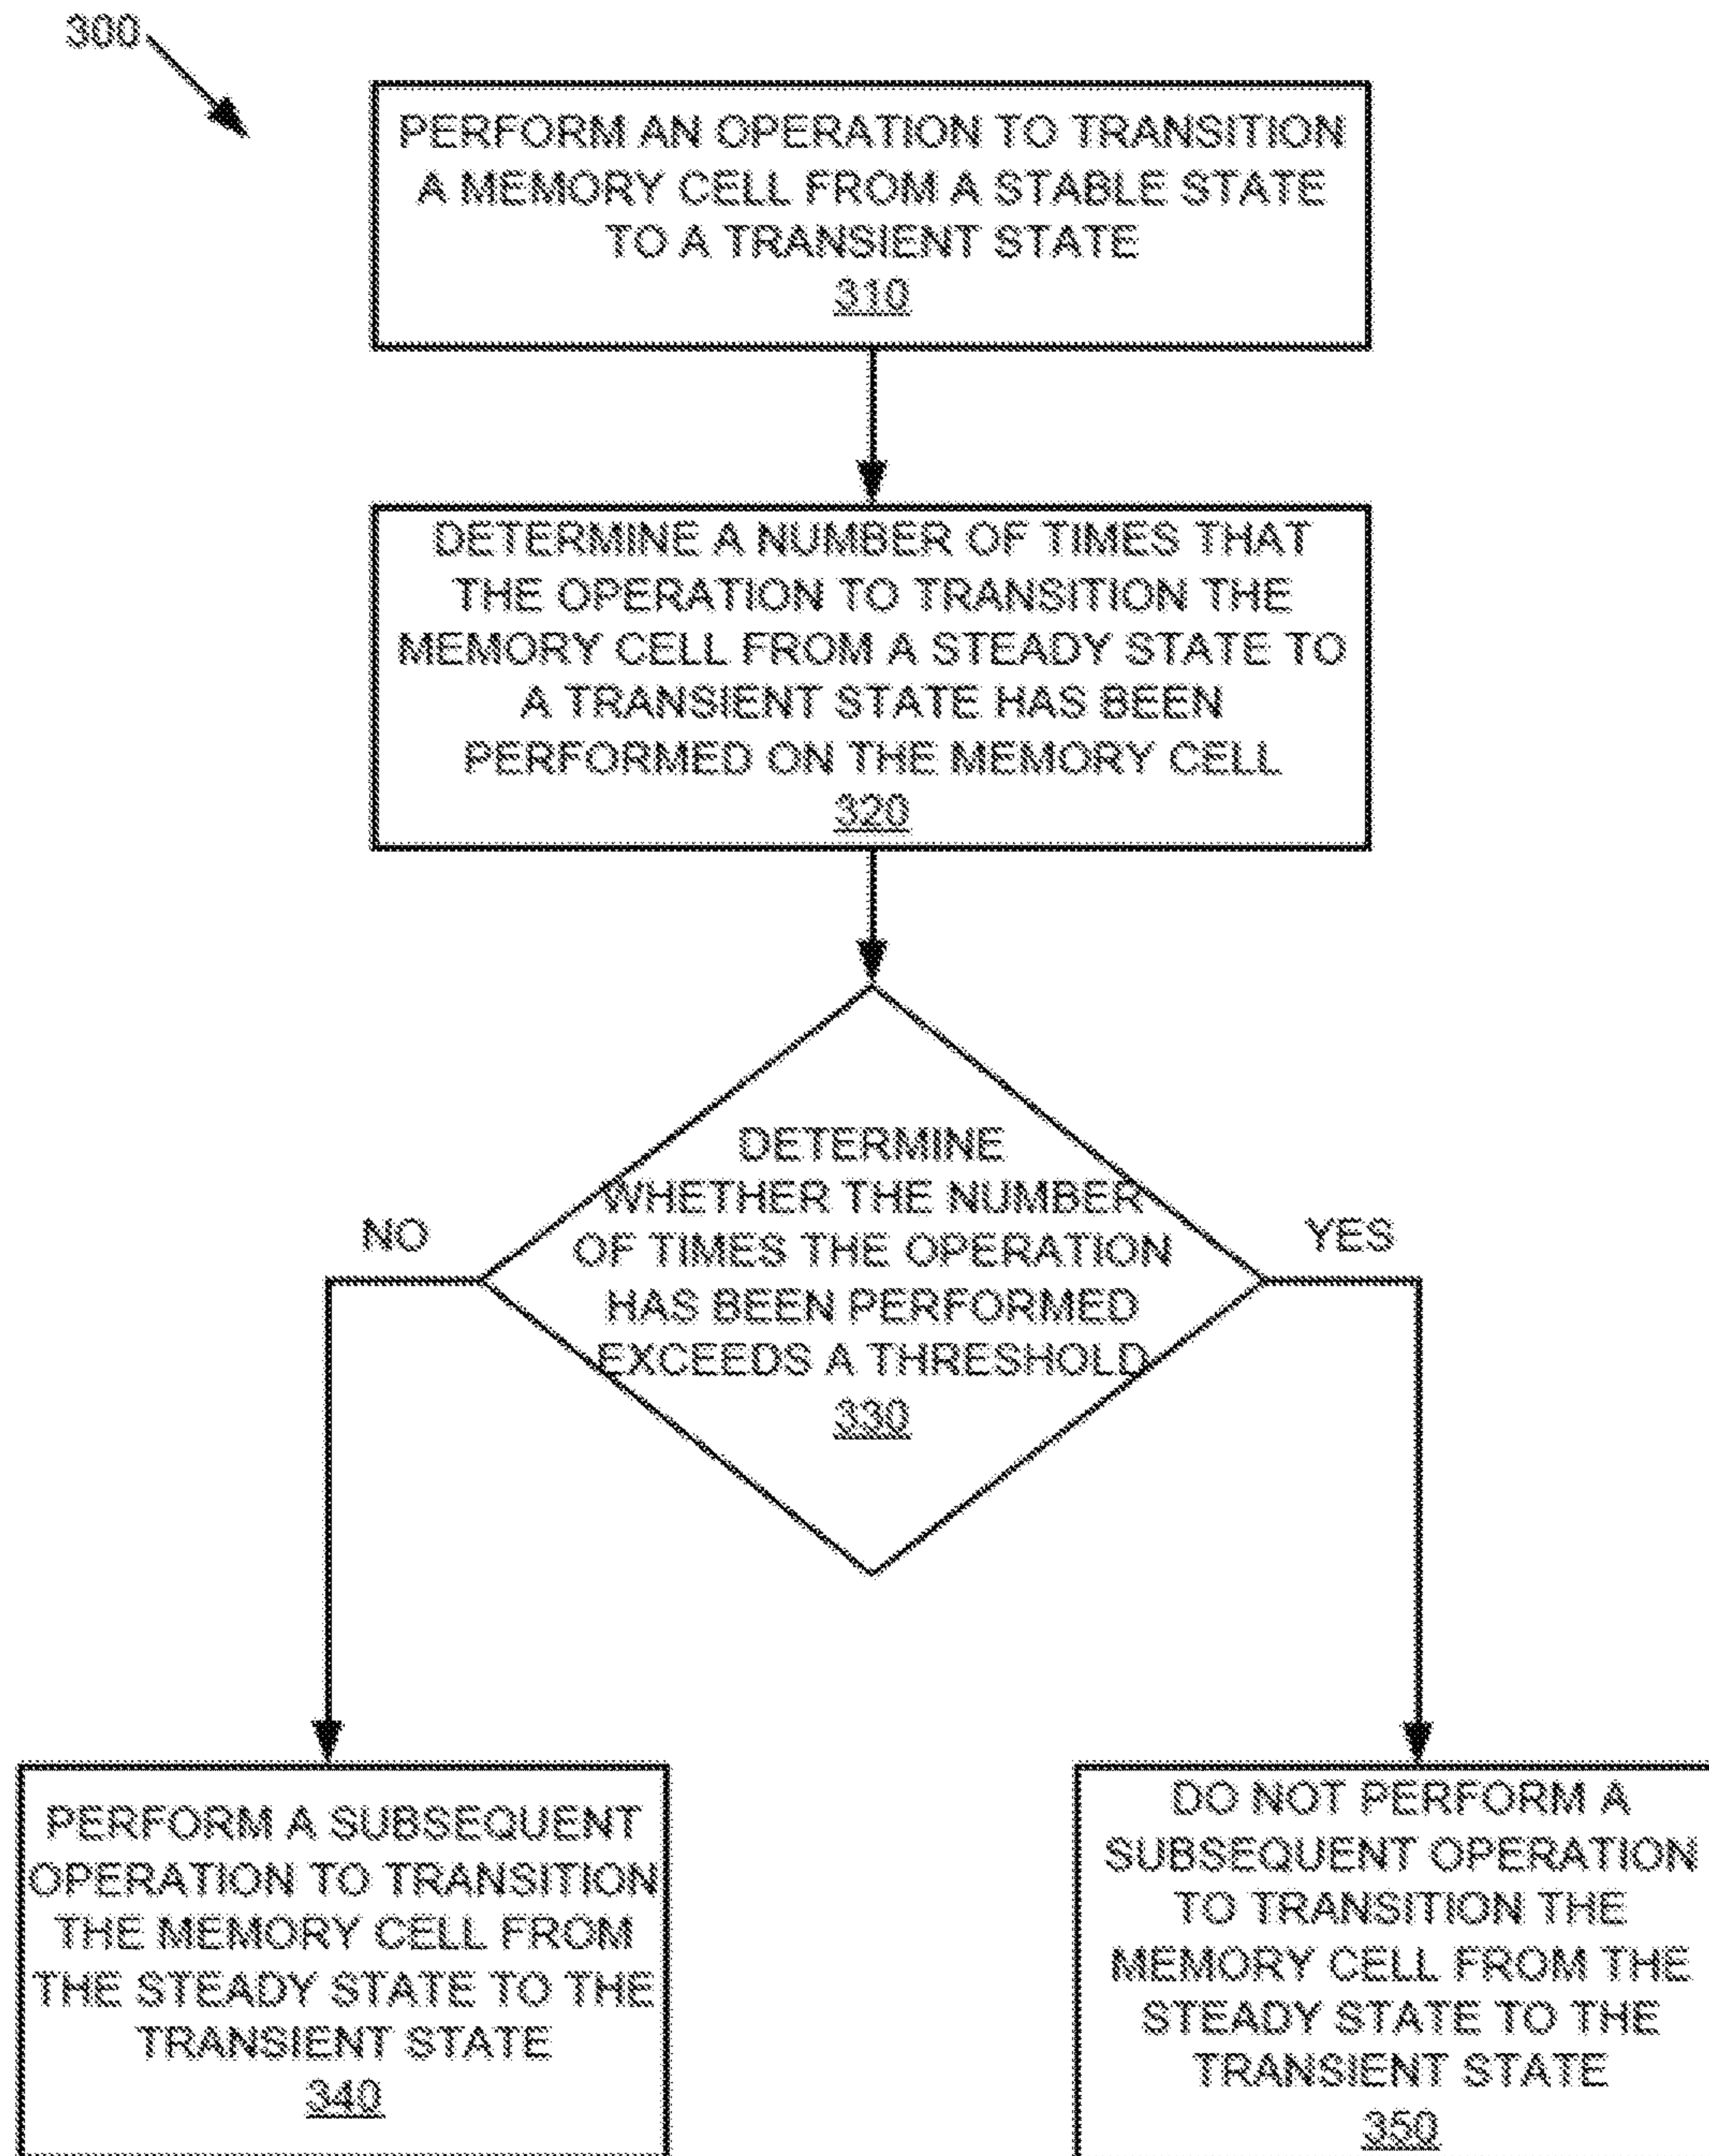 300
PERFORM AN OPERATION TO TRANSITION
A MEMORY CELL FROM A STABLE STATE
TO A TRANSIENT STATE
310
DETERMINE A NUMBER OF TIMES THAT
THE OPERATION TO TRANSITION THE
MEMORY CELL FROM A STEADY STATE TO
A TRANSIENT STATE HAS BEEN
PERFORMED ON THE MEMORY CELL
320
DETERMINE
WHETHER THE NUMBER
OF TIMES THE OPERATION
HAS BEEN PERFORMED
EXCEEDS A THRESHOLD
330
NO
YES
PERFORM A SUBSEQUENT
OPERATION TO TRANSITION
THE MEMORY CELL FROM
THE STEADY STATE TO THE
TRANSIENT STATE
340
DO NOT PERFORM A
SUBSEQUENT OPERATION
TO TRANSITION THE
MEMORY CELL FROM THE
STEADY STATE TO THE
TRANSIENT STATE
350